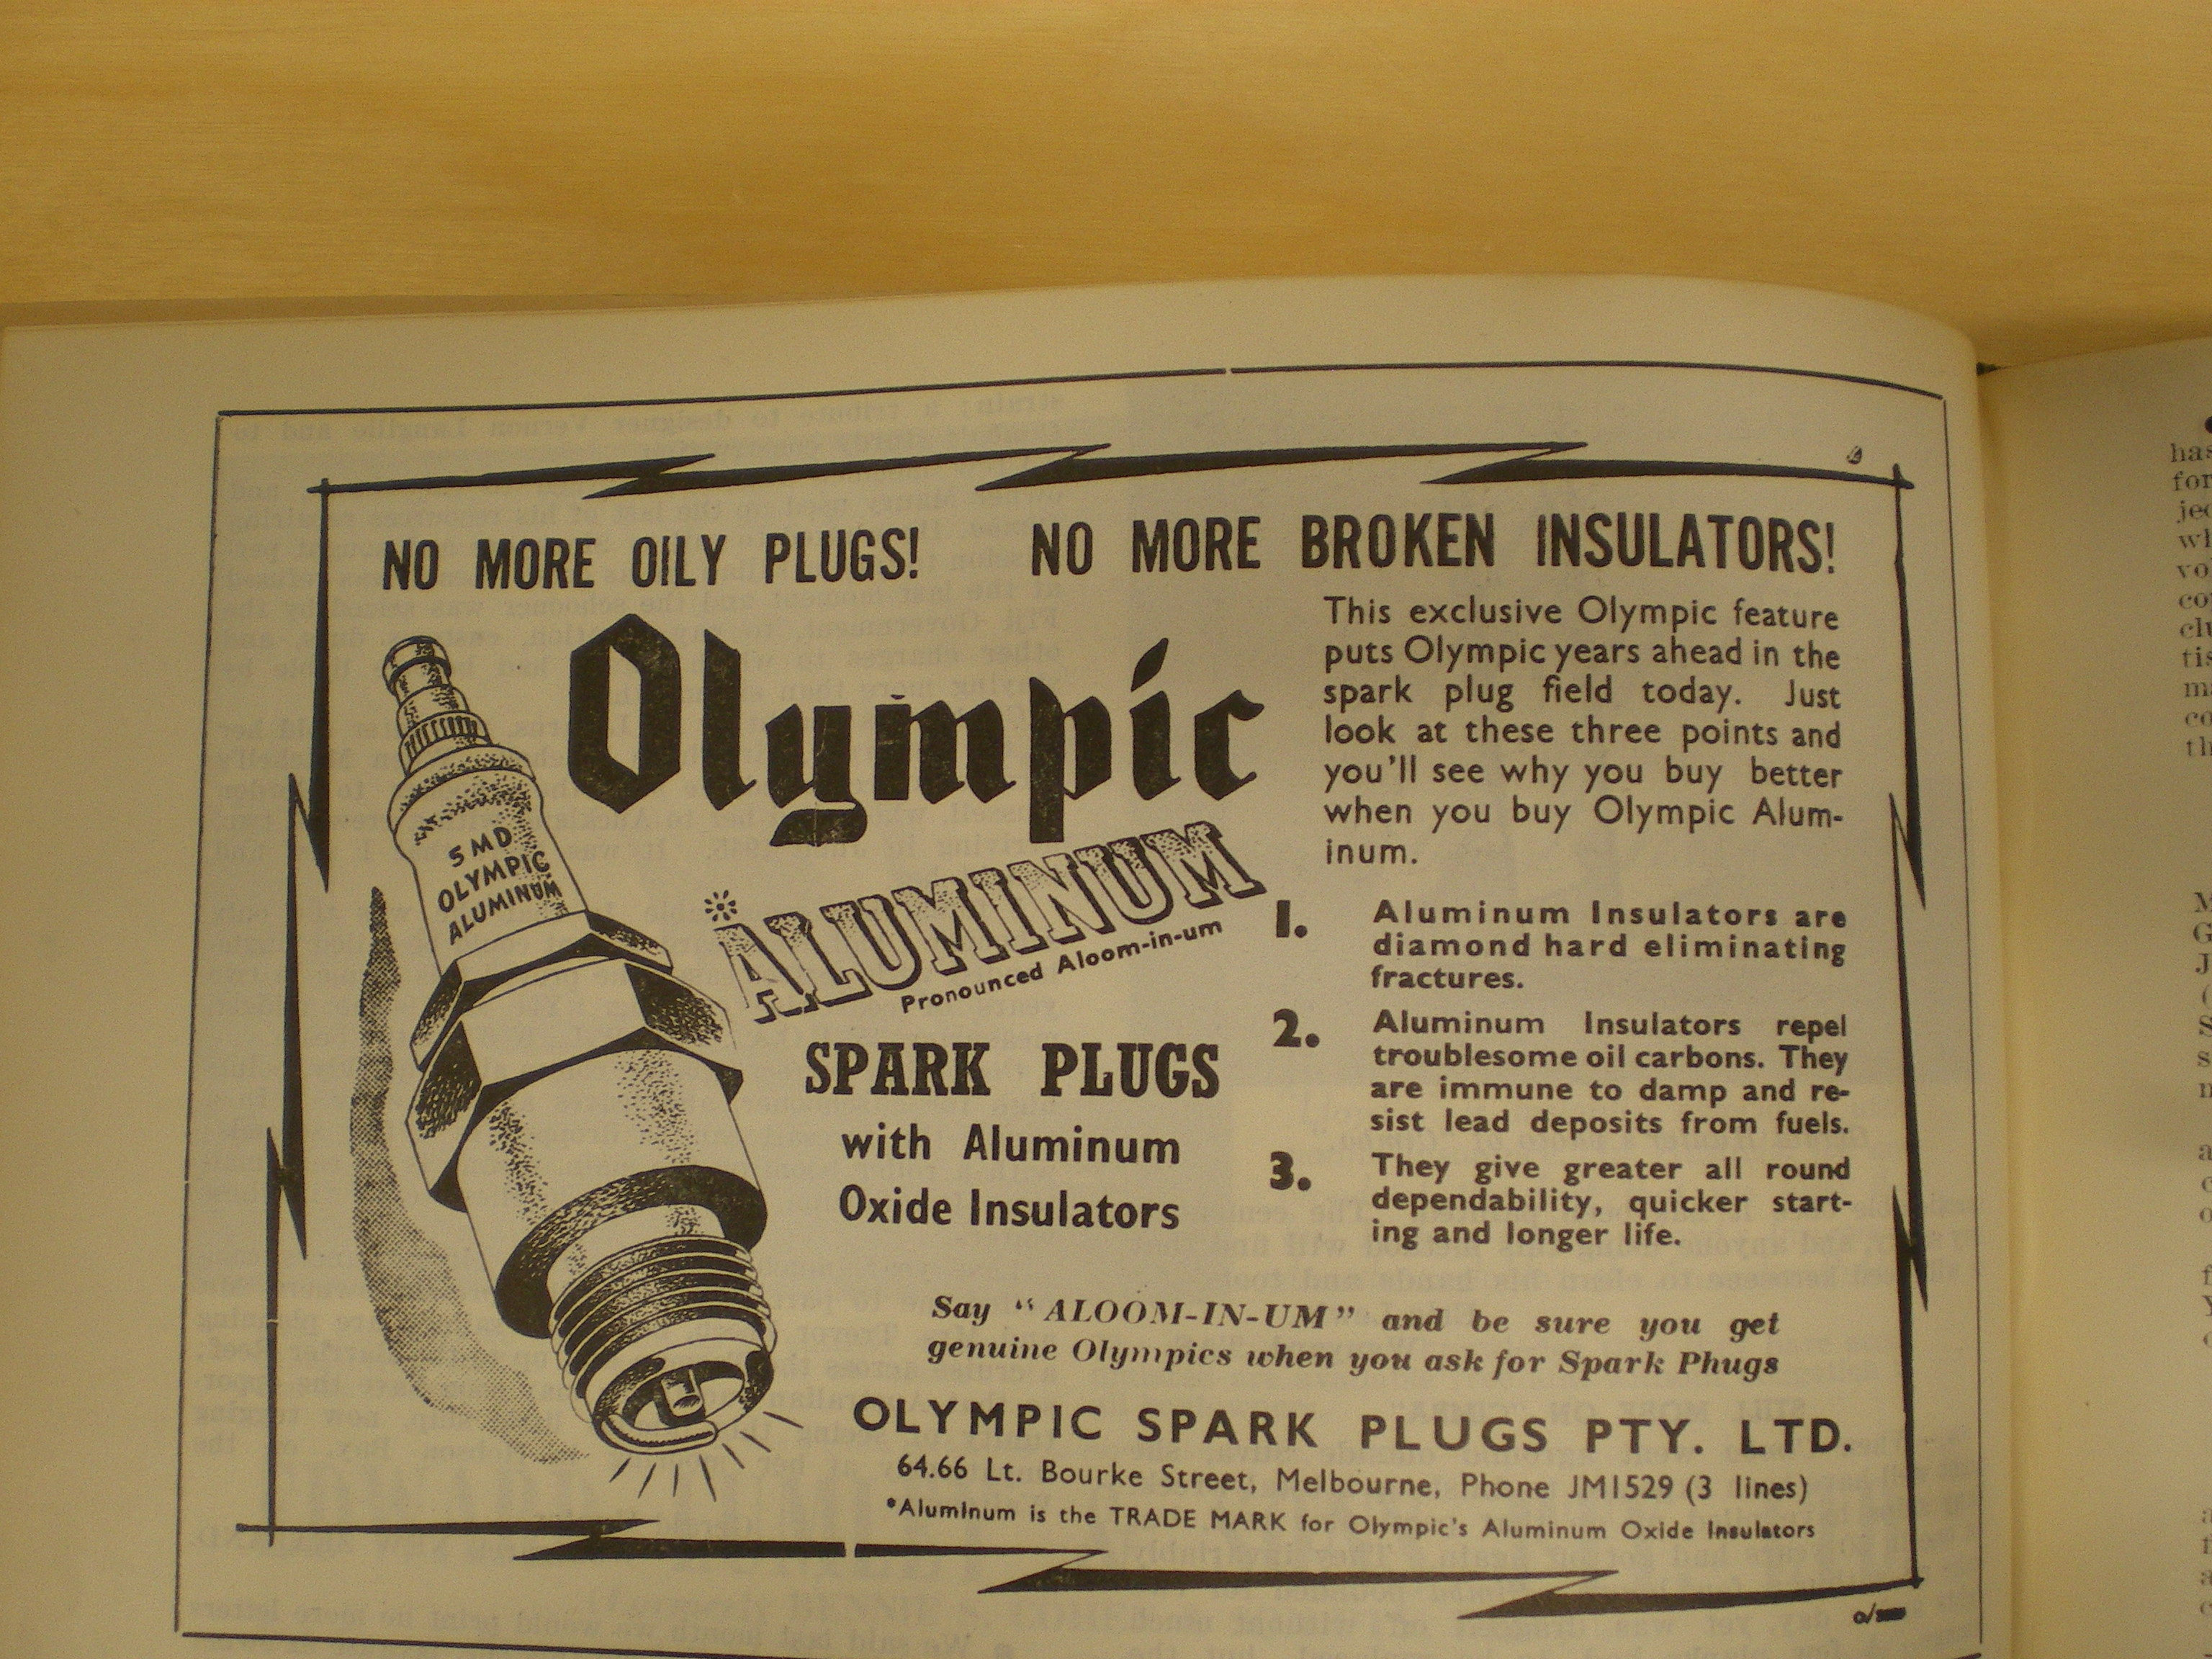 NO MORE OILY PLUGS! NO MORE BROKEN INSULATORS!
Olympic
ALUMINUM
Pronounced Aloom-in-um
SPARK PLUGS
with Aluminum
Oxide Insulators
5 M D
OLYMPIC
ALUMINUM
This exclusive Olympic feature
puts Olympic years ahead in the
spark plug field today. Just
look at these three points and
you'll see why you buy better
when you buy Olympic Alum-
inum.
1. Aluminum Insulators are
diamond hard eliminating
fractures.
2. Aluminum Insulators repel
troublesome oil carbons. They
are immune to damp and re-
sist lead deposits from fuels.
3. They give greater all round
dependability, quicker start-
ing and longer life.
Say "ALOOM-IN-UM" and be sure you get
genuine Olympics when you ask for Spark Phugs
OLYMPIC SPARK PLUGS PTY. LTD.
64.66 Lt. Bourke Street, Melbourne, Phone JM1529 (3 lines)
*Aluminum is the TRADE MARK for Olympic's Aluminum Oxide Insulators